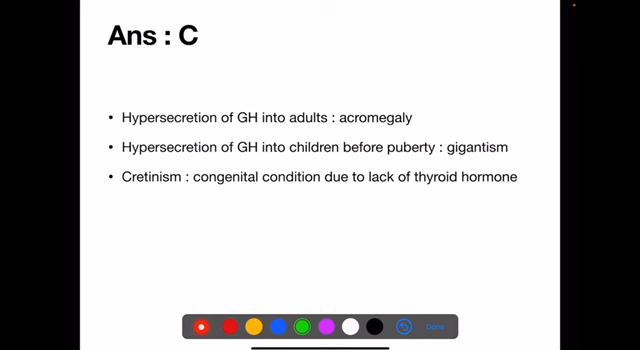 Ans : C
• Hypersecretion of GH into adults : acromegaly
• Hypersecretion of GH into children before puberty : gigantism
• Cretinism : congenital condition due to lack of thyroid hormone
Done